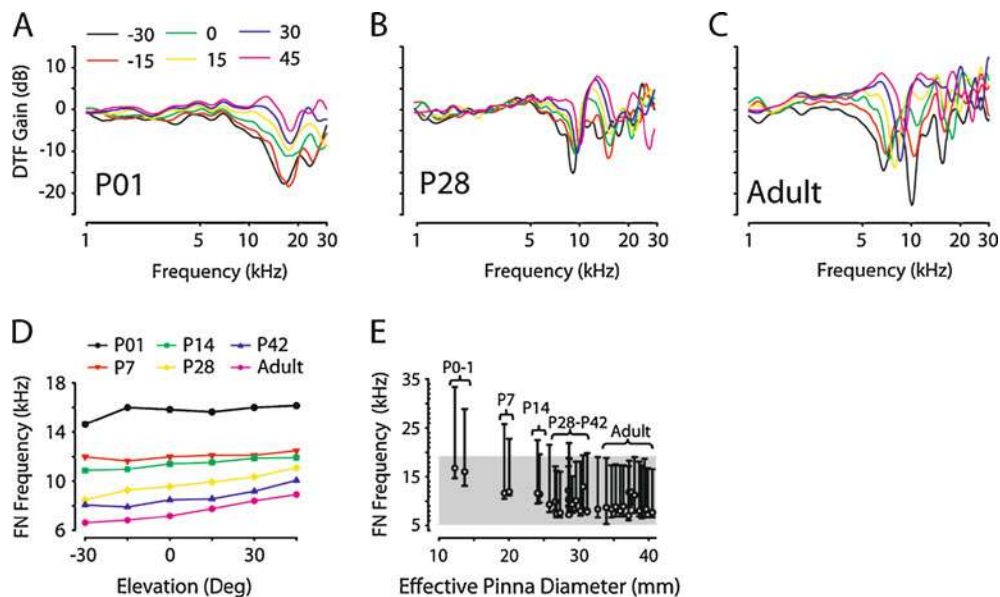 A
B
C
-30 0 30
-15 15 45
10
0
-10
-20
DTF Gain (dB)
P01
P28
Adult
1 5 10 20 30
1 5 10 20 30
1 5 10 20 30
Frequency (kHz)
Frequency (kHz)
Frequency (kHz)
D
E
P01 P14 P42
P7 P28 Adult
18
14
10
6
FN Frequency (kHz)
-30 0 30
Elevation (Deg)
35
25
15
5
FN Frequency (kHz)
P0-1
P7
P14
P28-P42
Adult
10 20 30 40
Effective Pinna Diameter (mm)